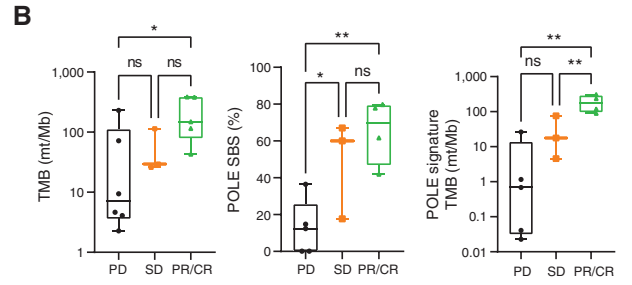 B
*
ns
ns
1,000
100
10
1
TMB (mt/Mb)
PD
SD
PR/CR
**
*
ns
100
80
60
40
20
0
POLE SBS (%)
PD
SD
PR/CR
**
ns
**
1,000
100
10
1
0.1
0.01
POLE signature
TMB (mt/Mb)
PD
SD
PR/CR